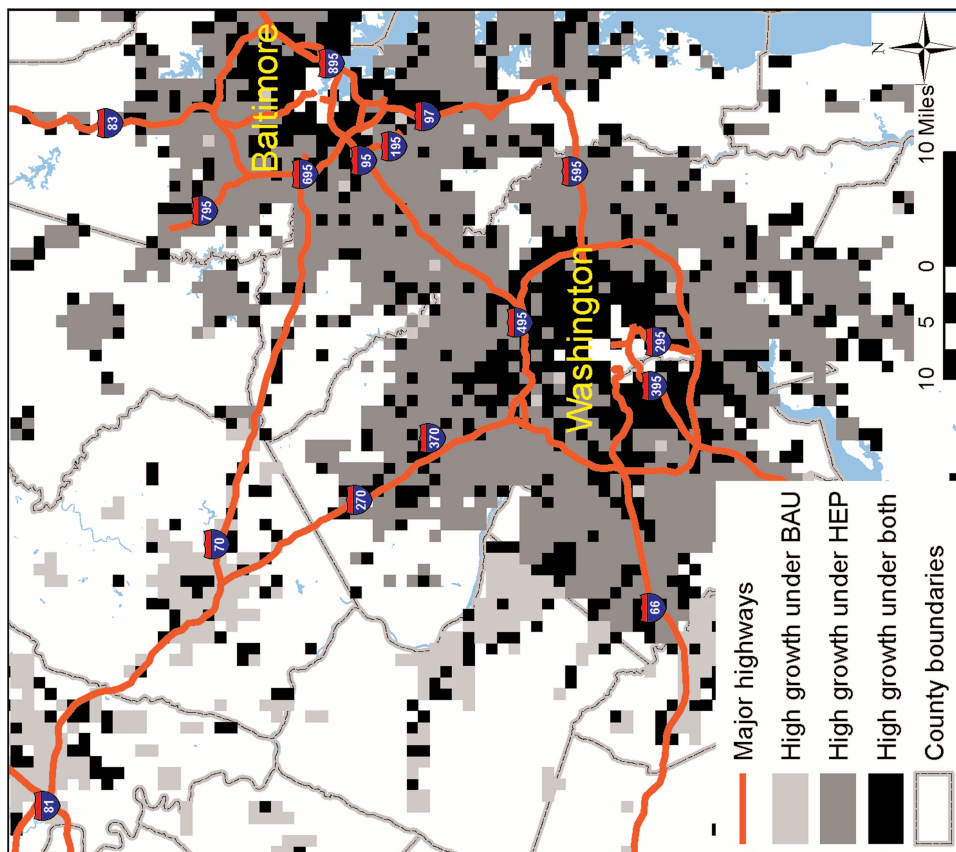 83
795
Baltimore
895
695
95
195
97
70
270
370
595
495
Washington
295
395
66
81
N
10
5
0
10 Miles
Major highways
High growth under BAU
High growth under HEP
High growth under both
County boundaries